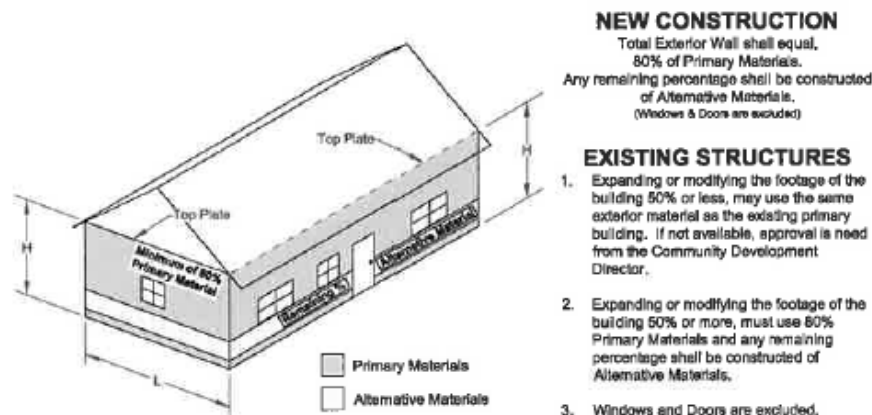 NEW CONSTRUCTION
Total Exterior Wall shall equal,
80% of Primary Materials.
Any remaining percentage shall be constructed
of Alternative Materials.
(Windows & Doors are excluded)
EXISTING STRUCTURES
1. Expanding or modifying the footage of the
building 50% or less, may use the same
exterior material as the existing primary
building. If not available, approval is need
from the Community Development
Director.
2. Expanding or modifying the footage of the
building 50% or more, must use 80%
Primary Materials and any remaining
percentage shall be constructed of
Alternative Materials.
3. Windows and Doors are excluded.
Top Plate
H
Top Plate
H
Minimum of 80%
Primary Material
Alternative Material
Remaining %
L
Primary Materials
Alternative Materials